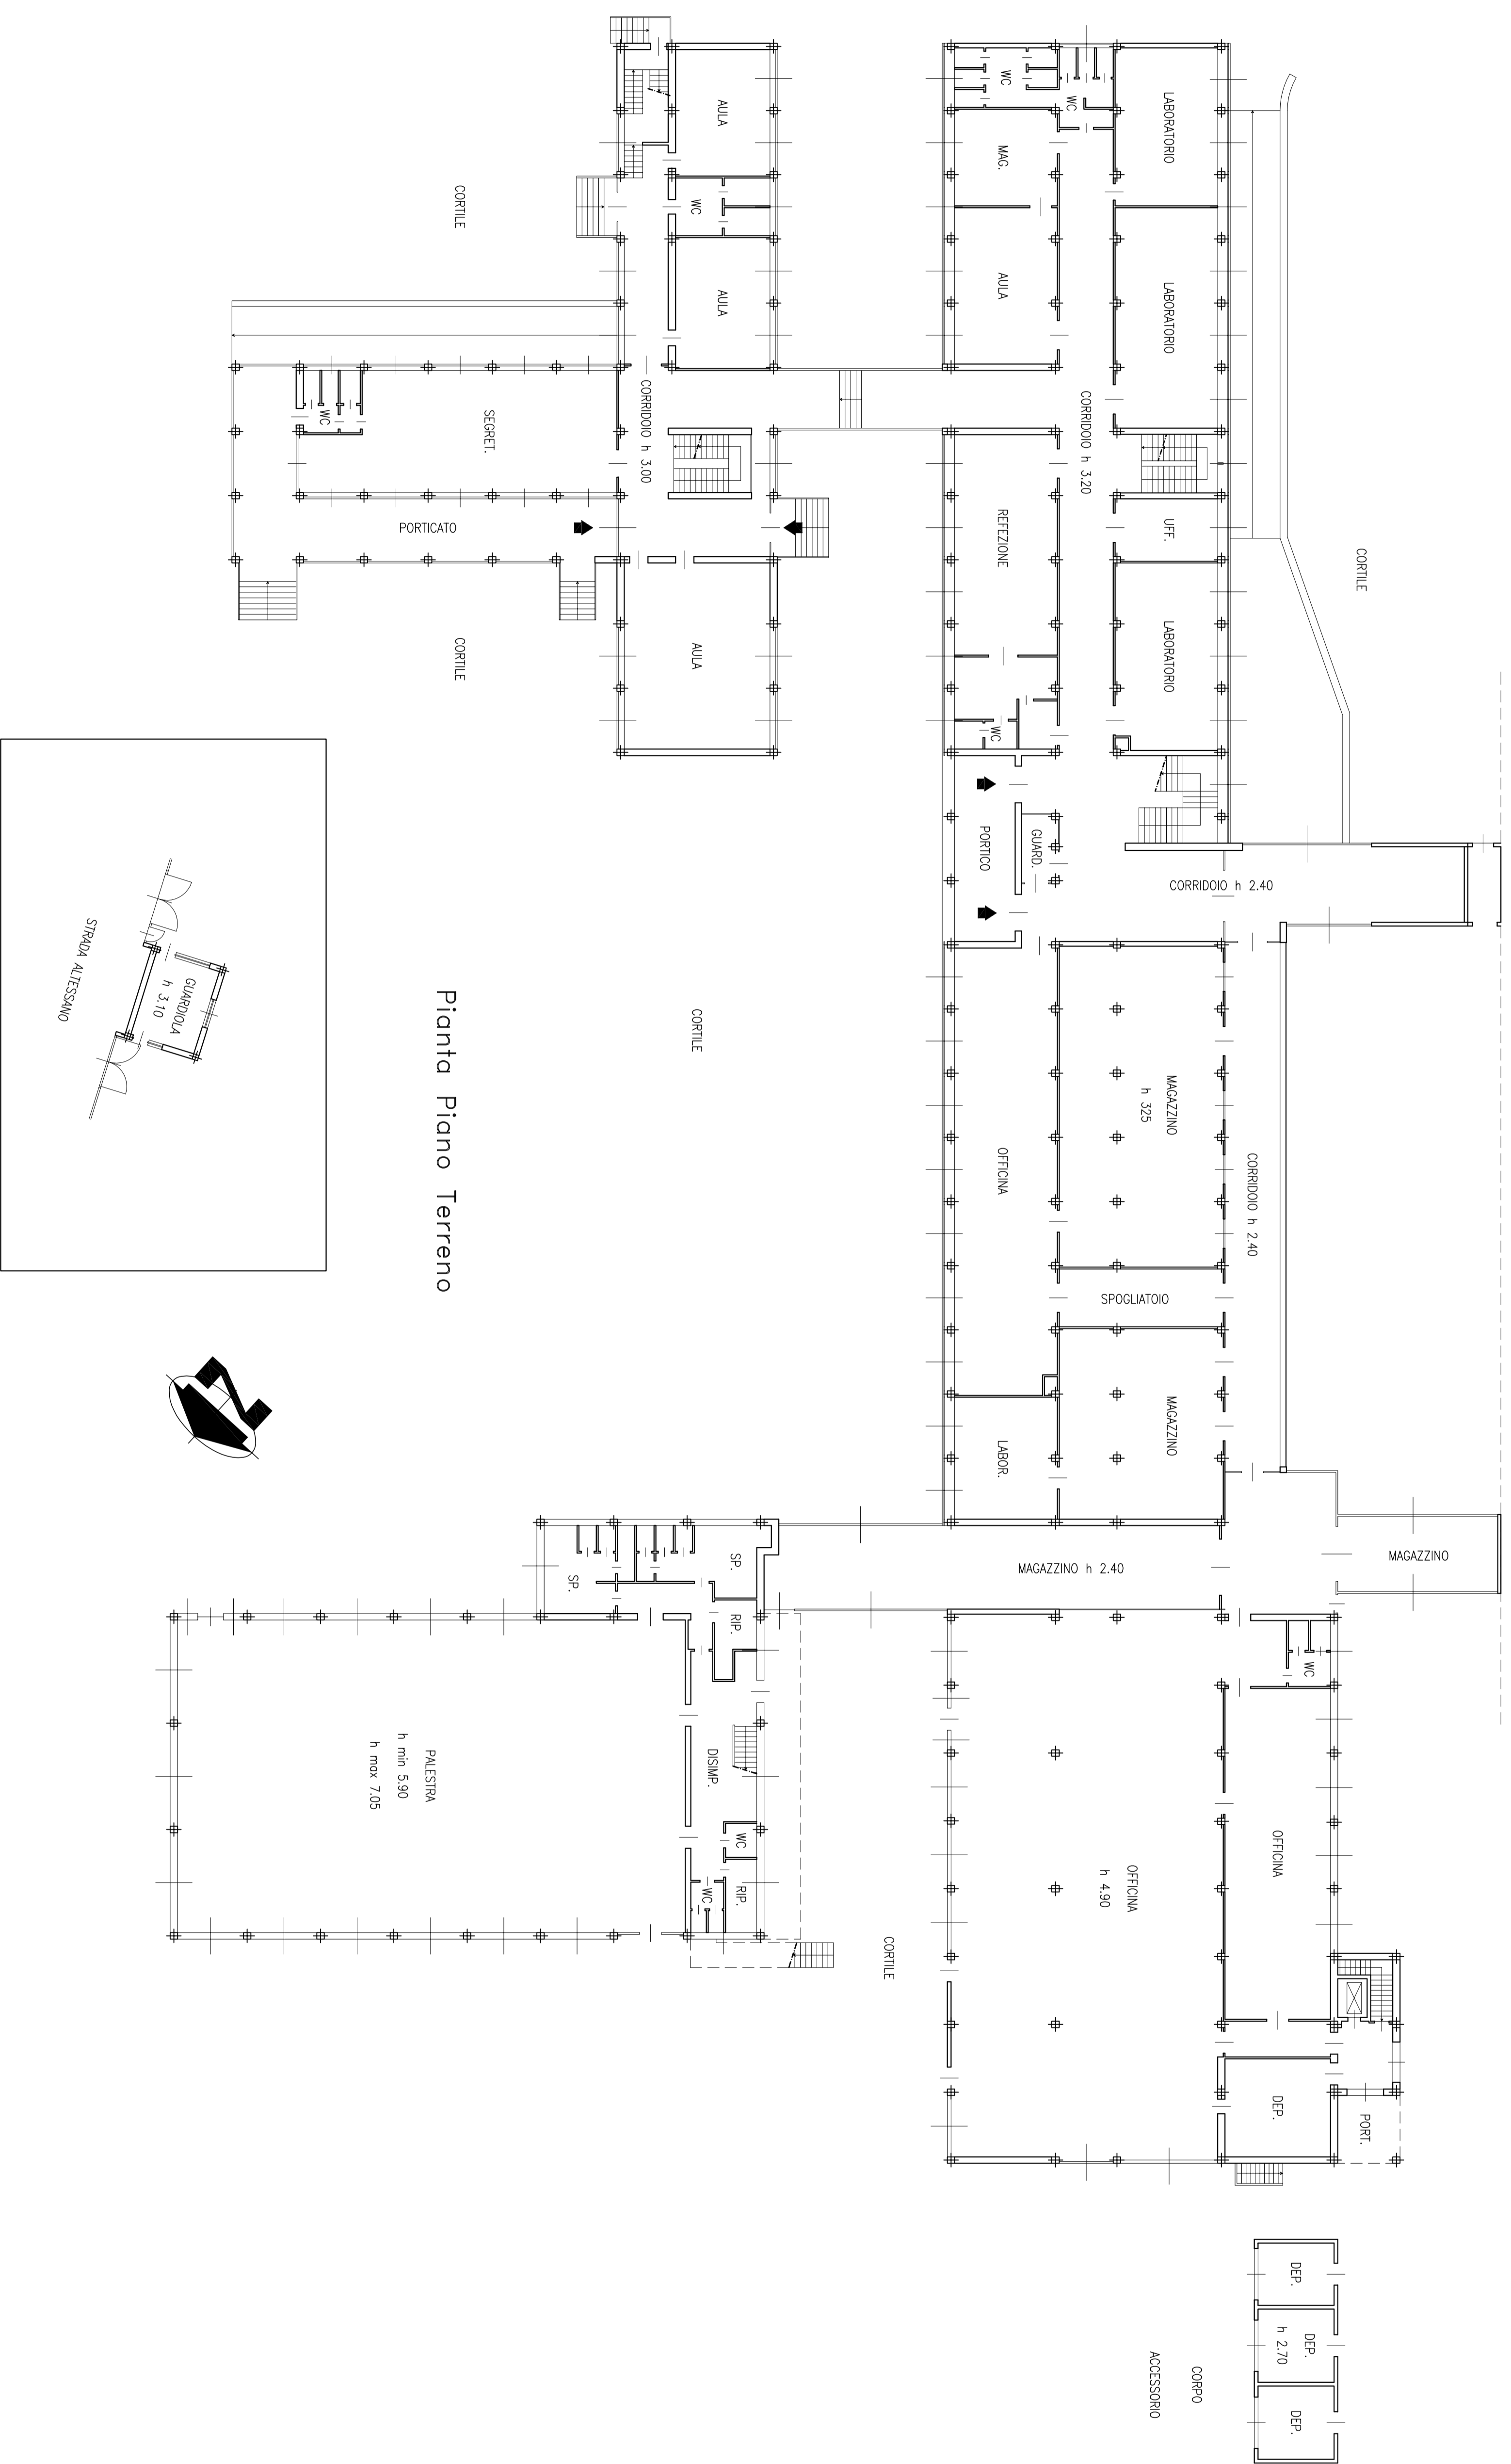 CORTILE
CORTILE
LABORATORIO
LABORATORIO
UFF.
LABORATORIO
WC
WC
CORRIDOIO h 3.20
MAG.
AULA
REFEZIONE
WC
GUARD.
PORTICO
CORRIDOIO h 2.40
CORRIDOIO h 2.40
MAGAZZINO
h 325
OFFICINA
SPOGLIATOIO
MAGAZZINO
LABOR.
MAGAZZINO
MAGAZZINO h 2.40
WC
OFFICINA
OFFICINA
h 4.90
DEP.
PORT.
DEP.
DEP.
h 2.70
DEP.
CORPO
ACCESSORIO
AULA
WC
AULA
CORRIDOIO h 3.00
AULA
SEGRET.
WC
PORTICATO
CORTILE
CORTILE
CORTILE
SP.
SP.
RIP.
DISIMP.
WC
RIP.
WC
PALESTRA
h min 5.90
h max 7.05
Pianta Piano Terreno
GUARDIOLA
h 3.10
STRADA ALTESSANO